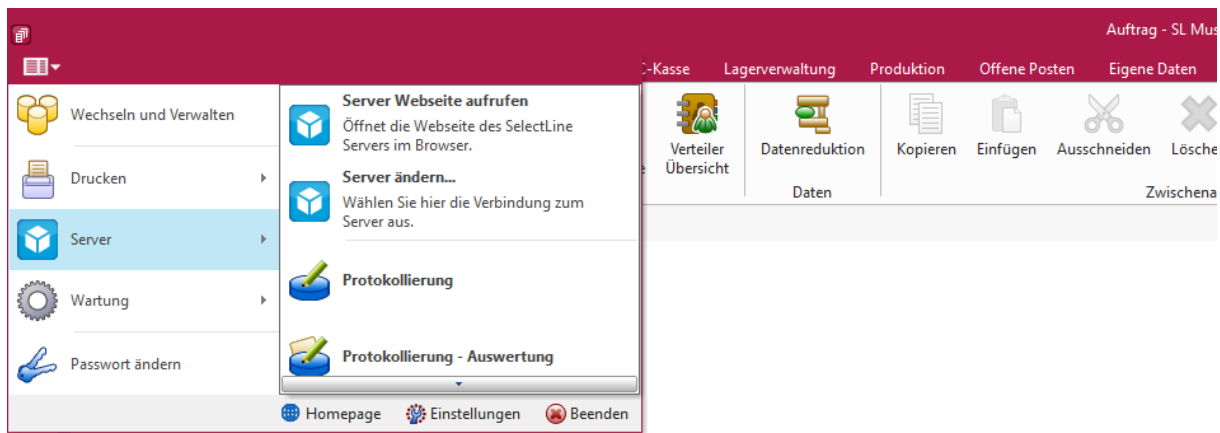 Auftrag - SL Mus
-Kasse Lagerverwaltung Produktion Offene Posten Eigene Daten
Wechseln und Verwalten
Drucken
Server
Wartung
Passwort ändern
Server Webseite aufrufen
Öffnet die Webseite des SelectLine
Servers im Browser.
Server ändern...
Wählen Sie hier die Verbindung zum
Server aus.
Protokollierung
Protokollierung - Auswertung
Homepage Einstellungen Beenden
Verteiler
Übersicht
Datenreduktion
Daten
Kopieren Einfügen Ausschneiden Lösche
Zwischena